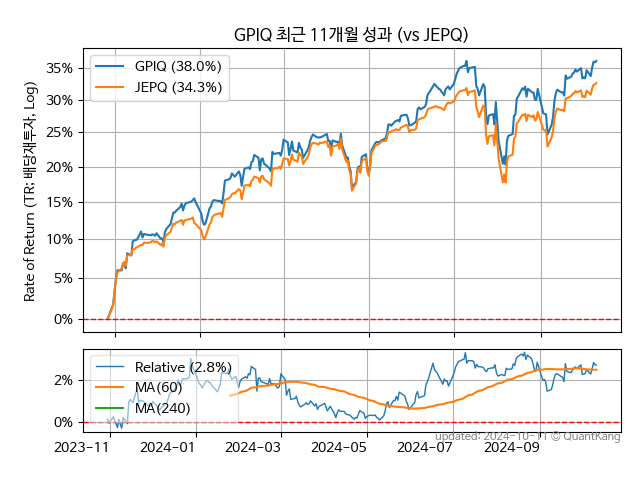 GPIQ 최근 11개월 성과 (vs JEPQ)
Rate of Return (TR; 배당재투자, Log)
35%
30%
25%
20%
15%
10%
5%
0%
GPIQ (38.0%)
JEPQ (34.3%)
2%
0%
Relative (2.8%)
MA(60)
MA(240)
2023-11
2024-01
2024-03
2024-05
2024-07
2024-09
updated: 2024-10-11 © QuantKang